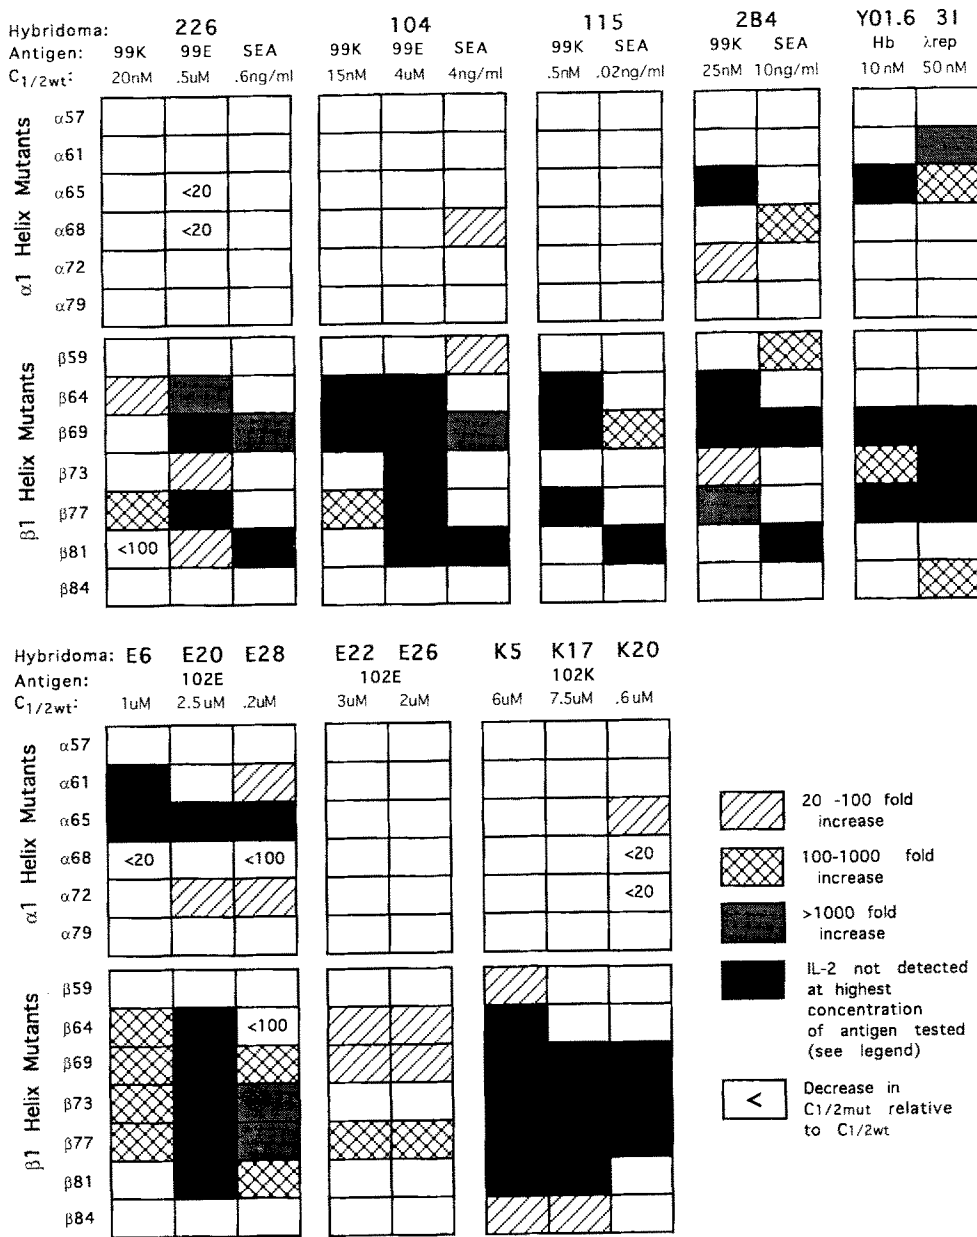 Hybridoma: 226 104 115 2B4 Y01.6 3I
Antigen: 99K 99E SEA 99K 99E SEA 99K SEA 99K SEA Hb λrep
C1/2wt: 20nM .5uM .6ng/ml 15nM 4uM 4ng/ml .5nM .02ng/ml 25nM 10ng/ml 10nM 50nM
α1 Helix Mutants
α57
α61
α65 <20
α68 <20
α72
α79
β1 Helix Mutants
β59
β64
β69
β73
β77
β81 <100
β84
Hybridoma: E6 E20 E28 E22 E26 K5 K17 K20
Antigen: 102E 102E 102K
C1/2wt: 1uM 2.5uM .2uM 3uM 2uM 6uM 7.5uM .6uM
α1 Helix Mutants
α57
α61
α65
α68 <20 <100 <20
α72 <20
α79
β1 Helix Mutants
β59
β64 <100
β69
β73
β77
β81
β84
20 -100 fold
increase
100-1000 fold
increase
>1000 fold
increase
IL-2 not detected
at highest
concentration
of antigen tested
(see legend)
< Decrease in
C1/2mut relative
to C1/2wt